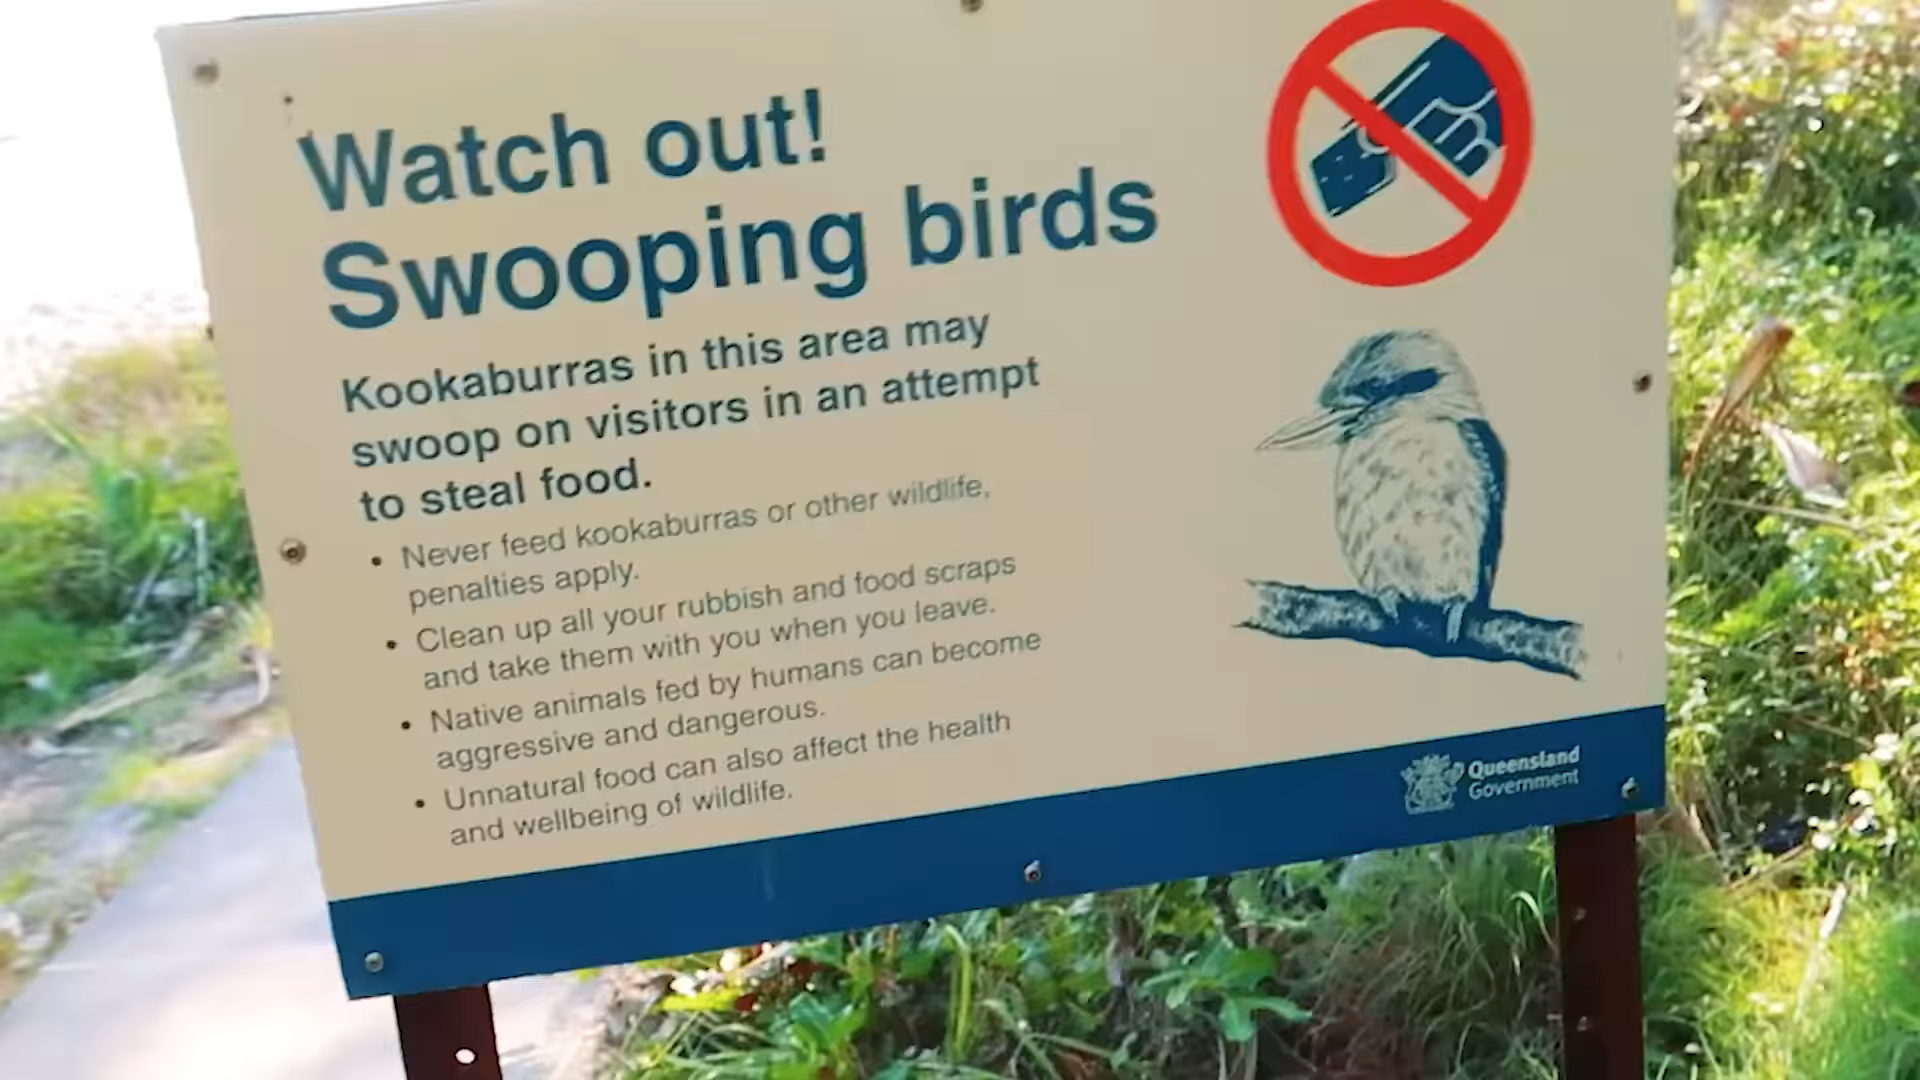 Watch out!
Swooping birds
Kookaburras in this area may
swoop on visitors in an attempt
to steal food.
• Never feed kookaburras or other wildlife,
penalties apply.
• Clean up all your rubbish and food scraps
and take them with you when you leave.
• Native animals fed by humans can become
aggressive and dangerous.
• Unnatural food can also affect the health
and wellbeing of wildlife.
Queensland
Government